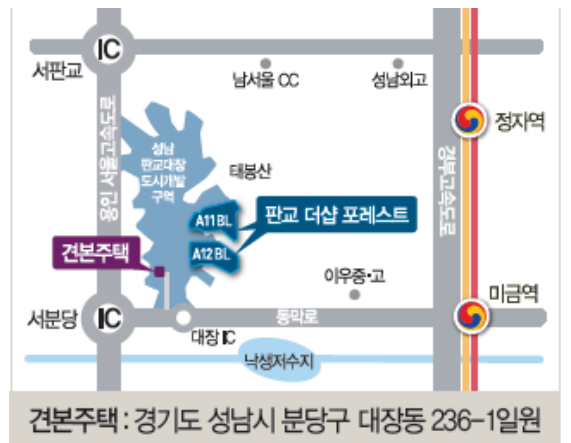 IC
서판교
남서울 CC
성남외고
용인 서울고속도로
경부고속도로
정자역
성남
판교대장
도시개발
구역
태봉산
A11 BL
판교 더샵 포레스트
A12 BL
견본주택
이우중·고
미금역
서분당
IC
대장 IC
동막로
낙생저수지
견본주택 : 경기도 성남시 분당구 대장동 236-1일원